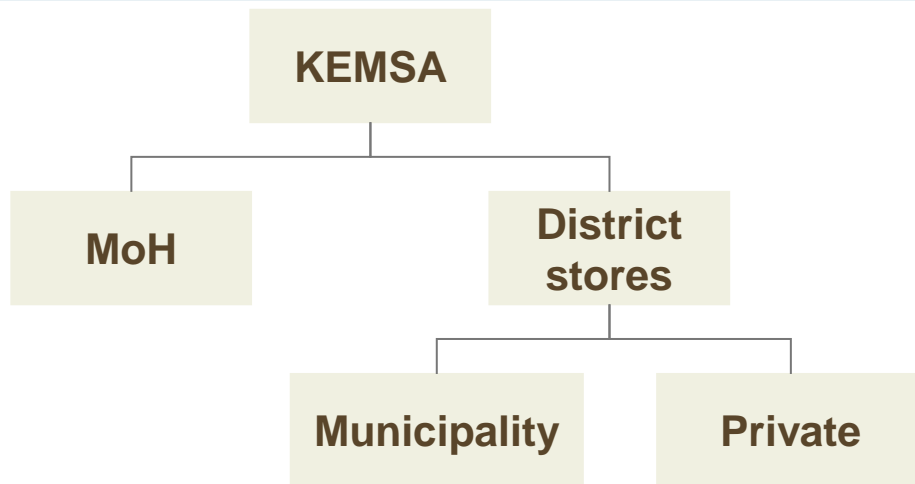 KEMSA
MoH
District
stores
Municipality
Private